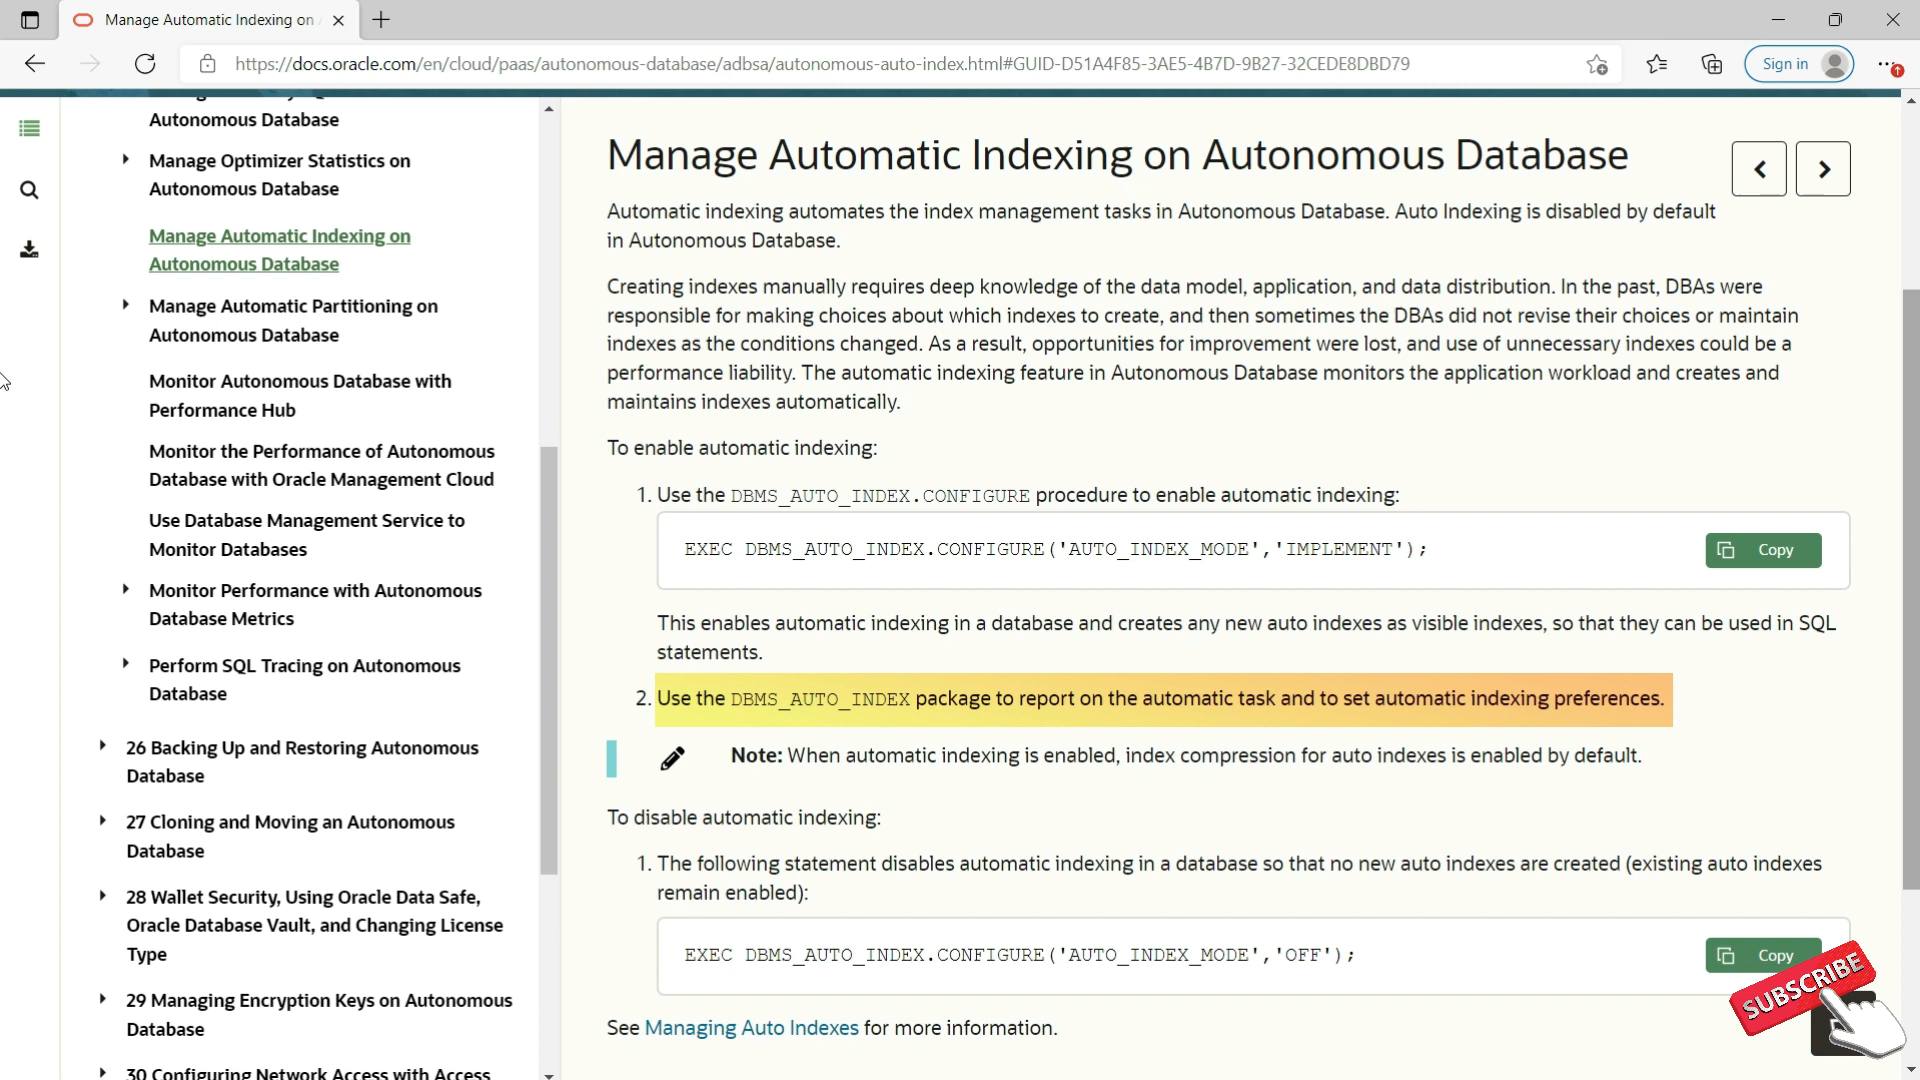 Manage Automatic Indexing on
https://docs.oracle.com/en/cloud/paas/autonomous-database/adbsa/autonomous-auto-index.html#GUID-D51A4F85-3AE5-4B7D-9B27-32CEDE8DBD79
Sign in
Autonomous Database
Manage Optimizer Statistics on
Autonomous Database
Manage Automatic Indexing on
Autonomous Database
Manage Automatic Partitioning on
Autonomous Database
Monitor Autonomous Database with
Performance Hub
Monitor the Performance of Autonomous
Database with Oracle Management Cloud
Use Database Management Service to
Monitor Databases
Monitor Performance with Autonomous
Database Metrics
Perform SQL Tracing on Autonomous
Database
26 Backing Up and Restoring Autonomous
Database
27 Cloning and Moving an Autonomous
Database
28 Wallet Security, Using Oracle Data Safe,
Oracle Database Vault, and Changing License
Type
29 Managing Encryption Keys on Autonomous
Database
30 Configuring Network Access with Access
Manage Automatic Indexing on Autonomous Database
Automatic indexing automates the index management tasks in Autonomous Database. Auto Indexing is disabled by default
in Autonomous Database.
Creating indexes manually requires deep knowledge of the data model, application, and data distribution. In the past, DBAs were
responsible for making choices about which indexes to create, and then sometimes the DBAs did not revise their choices or maintain
indexes as the conditions changed. As a result, opportunities for improvement were lost, and use of unnecessary indexes could be a
performance liability. The automatic indexing feature in Autonomous Database monitors the application workload and creates and
maintains indexes automatically.
To enable automatic indexing:
1. Use the DBMS_AUTO_INDEX.CONFIGURE procedure to enable automatic indexing:
EXEC DBMS_AUTO_INDEX.CONFIGURE('AUTO_INDEX_MODE','IMPLEMENT');
Copy
This enables automatic indexing in a database and creates any new auto indexes as visible indexes, so that they can be used in SQL
statements.
2. Use the DBMS_AUTO_INDEX package to report on the automatic task and to set automatic indexing preferences.
Note: When automatic indexing is enabled, index compression for auto indexes is enabled by default.
To disable automatic indexing:
1. The following statement disables automatic indexing in a database so that no new auto indexes are created (existing auto indexes
remain enabled):
EXEC DBMS_AUTO_INDEX.CONFIGURE('AUTO_INDEX_MODE','OFF');
Copy
SUBSCRIBE
See Managing Auto Indexes for more information.